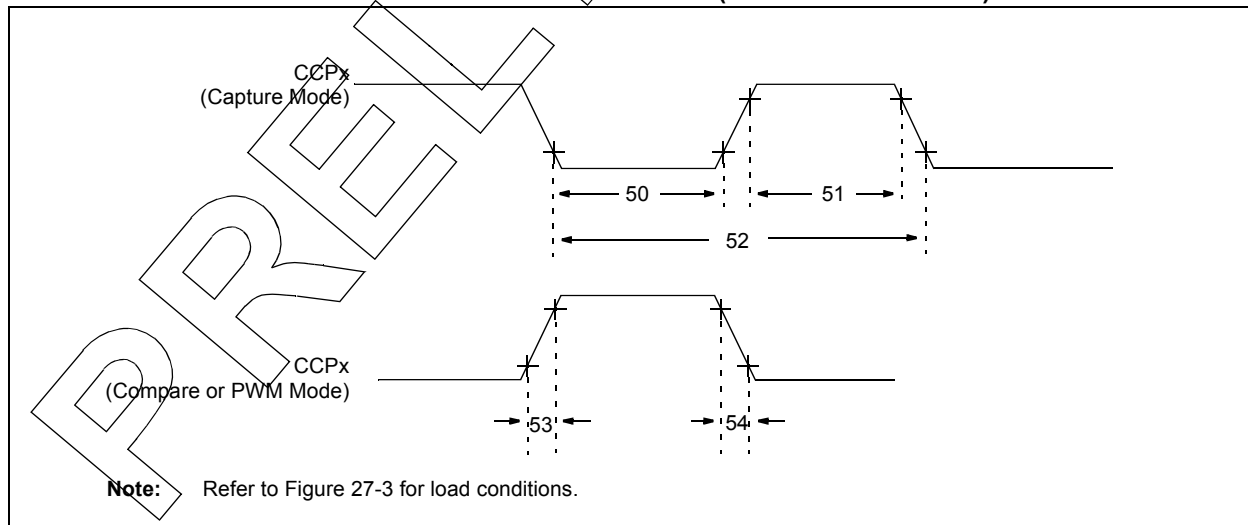 CCPx
(Capture Mode)
50
51
52
CCPx
(Compare or PWM Mode)
53
54
Note: Refer to Figure 27-3 for load conditions.
PREL